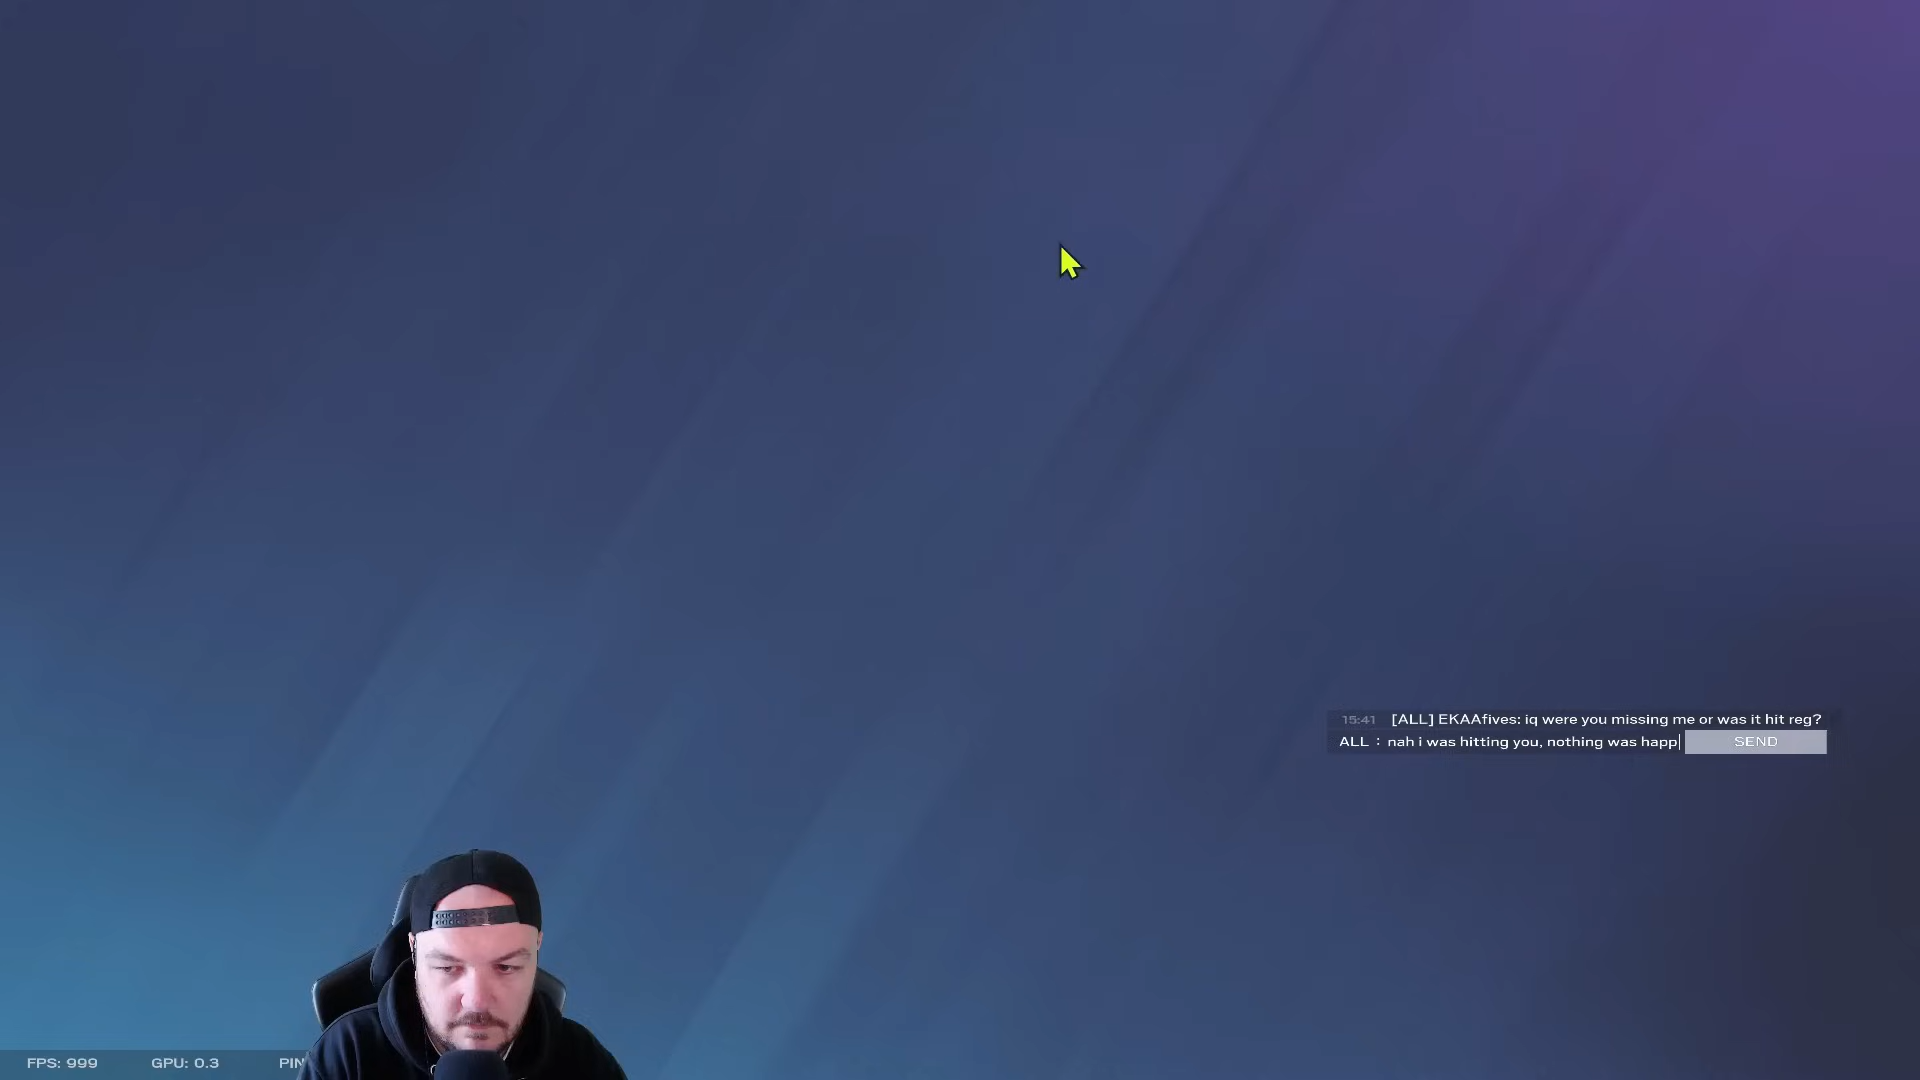 15:41 [ALL] EKAAfives: iq were you missing me or was it hit reg?
ALL : nah i was hitting you, nothing was happ SEND
FPS: 999 GPU: 0.3 PIN